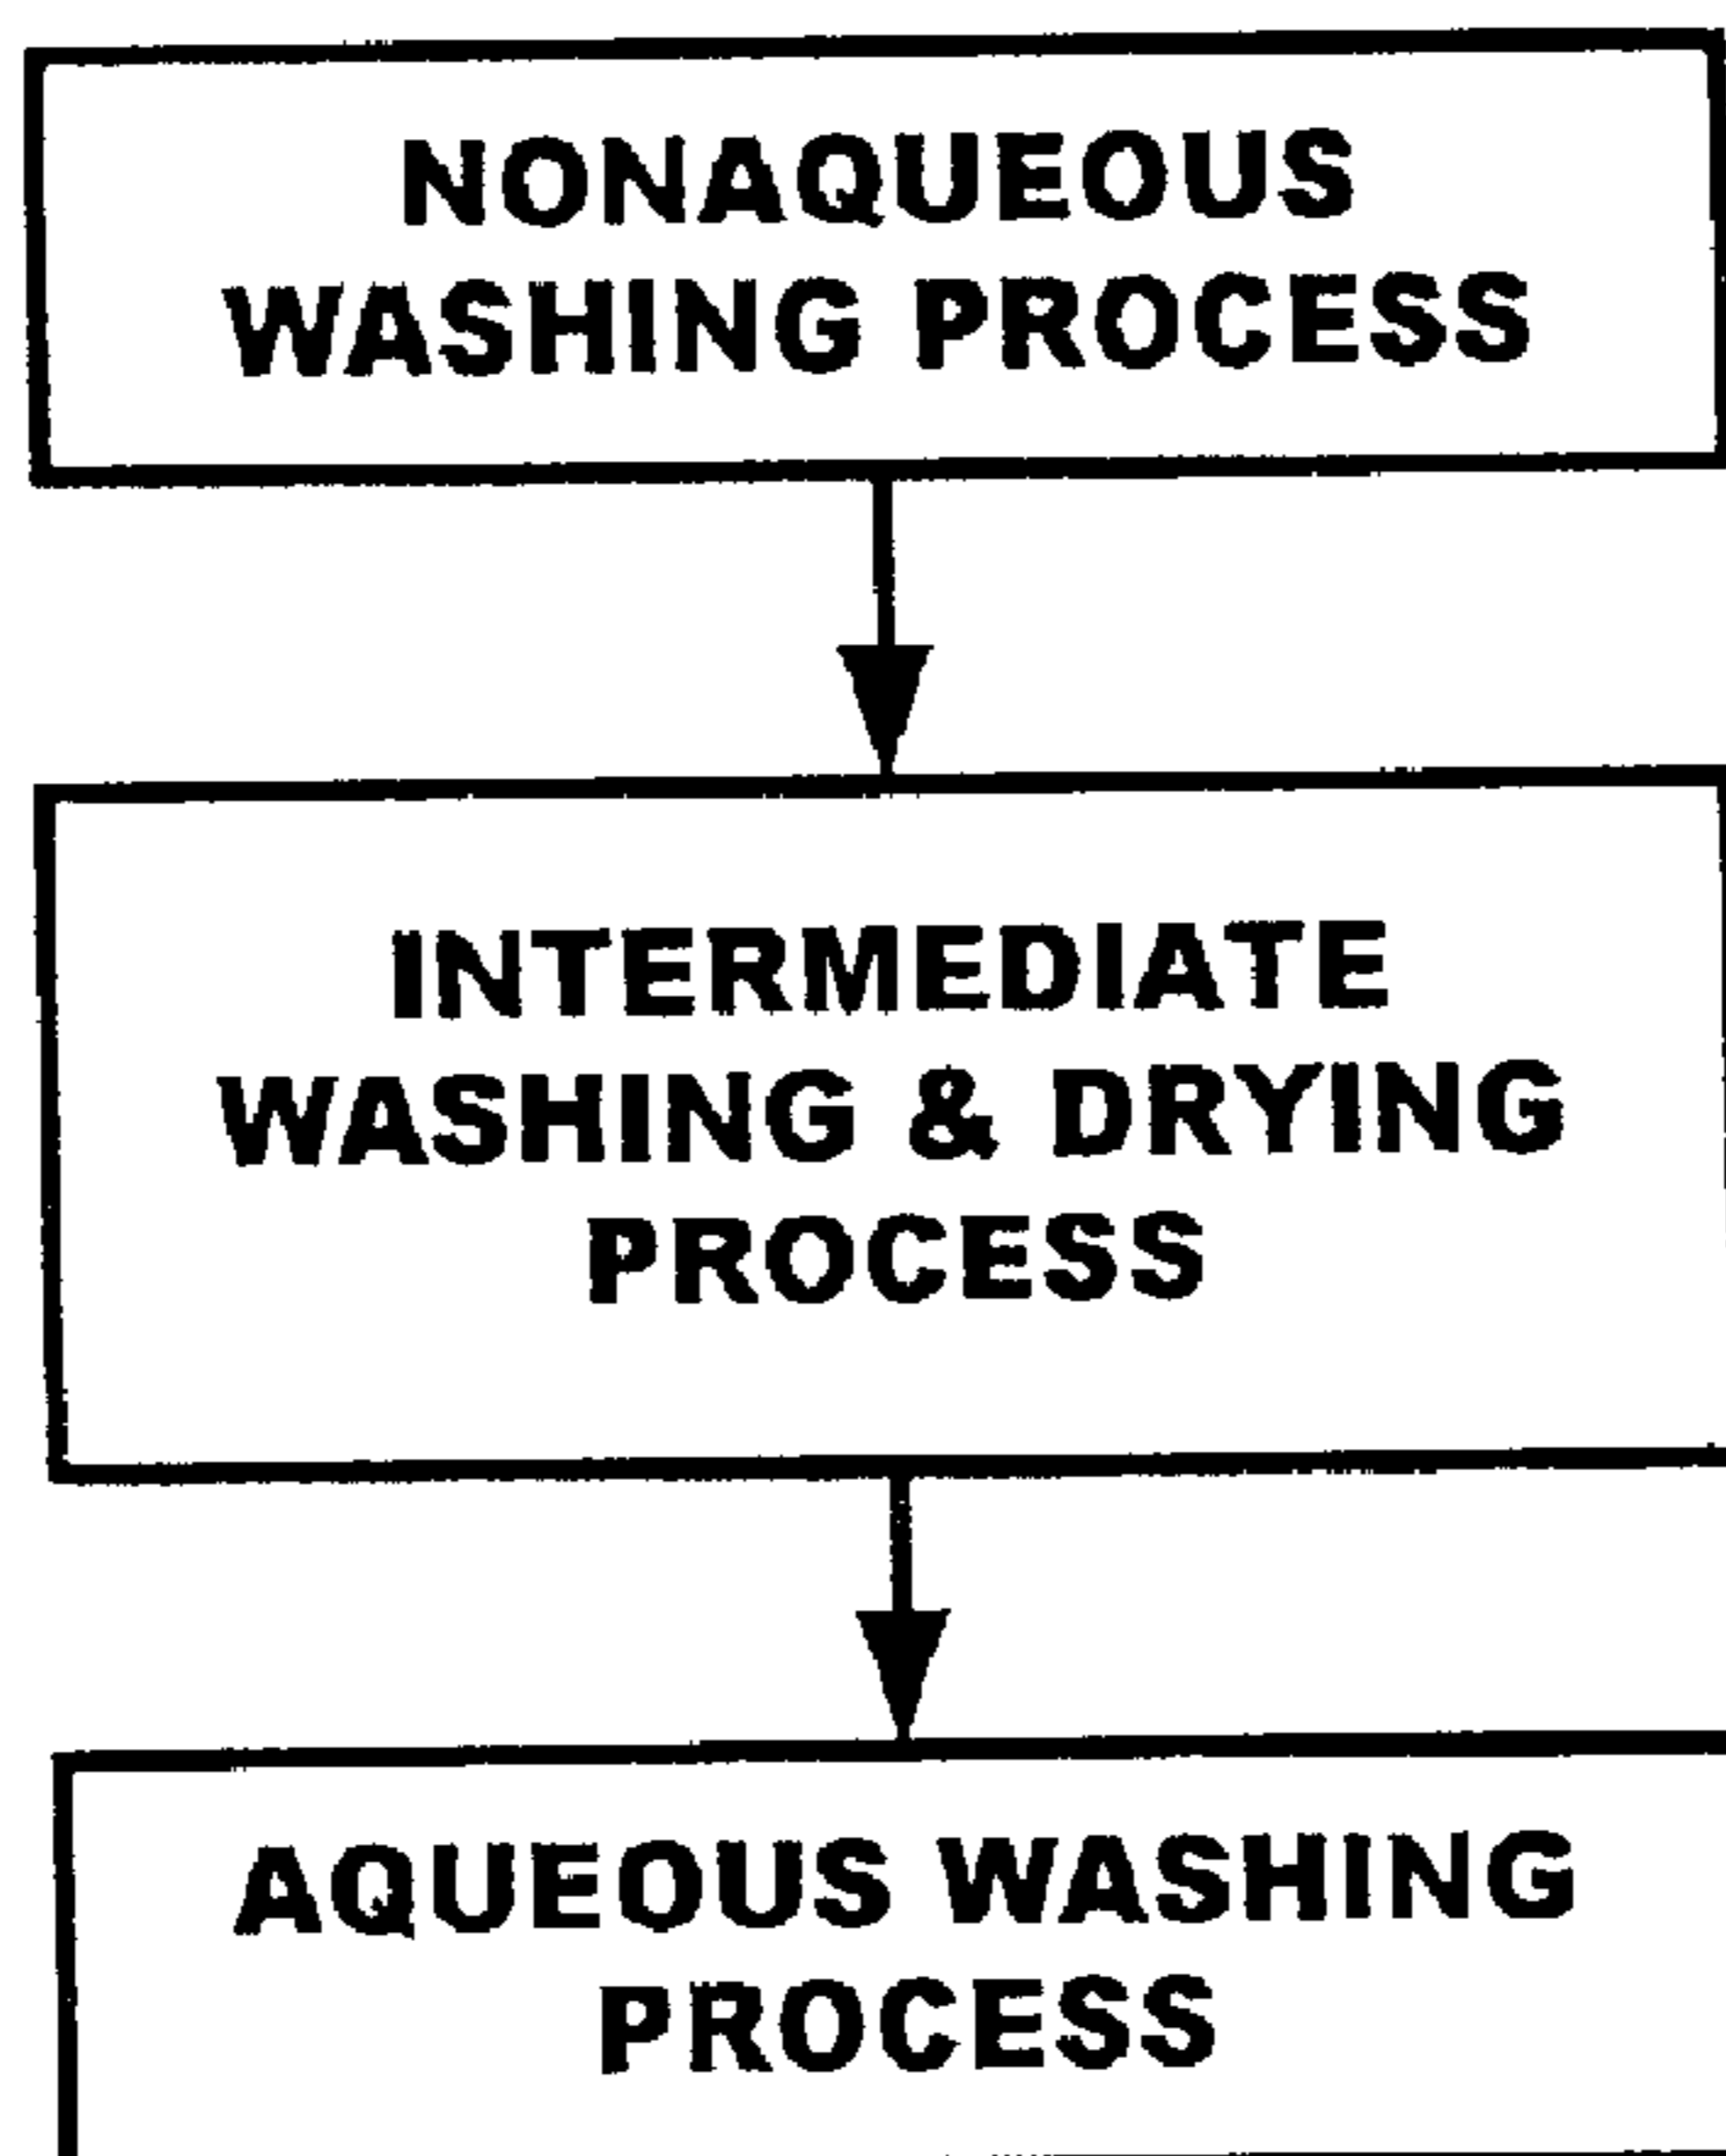 NONAQUEOUS
WASHING PROCESS
INTERMEDIATE
WASHING & DRYING
PROCESS
AQUEOUS WASHING
PROCESS